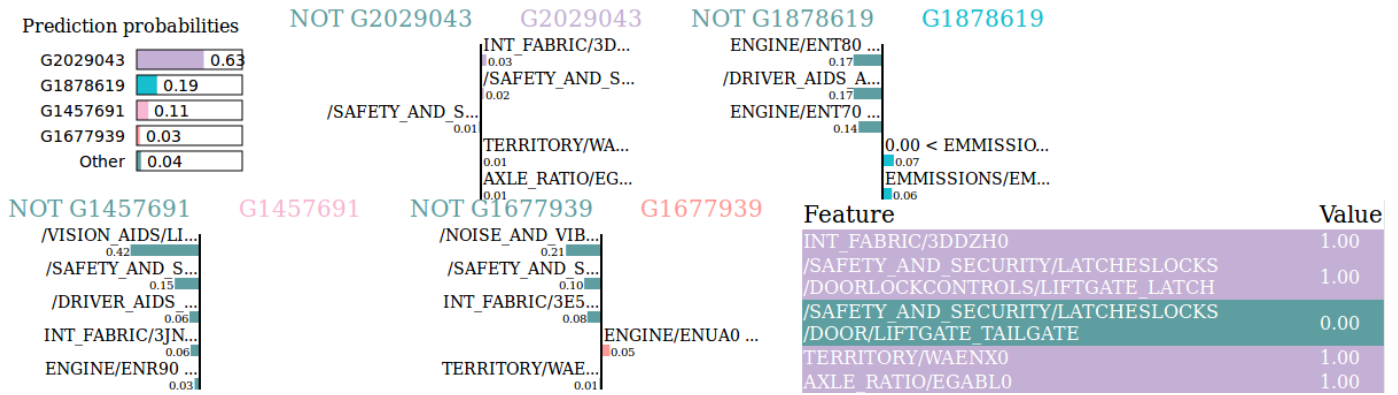 Prediction probabilities
G2029043 0.63
G1878619 0.19
G1457691 0.11
G1677939 0.03
Other 0.04
NOT G2029043 G2029043
INT_FABRIC/3D...
0.03
/SAFETY_AND_S...
0.02
/SAFETY_AND_S...
0.01
TERRITORY/WA...
0.01
AXLE_RATIO/EG...
0.01
NOT G1878619 G1878619
ENGINE/ENT80 ...
0.17
/DRIVER_AIDS_A...
0.17
ENGINE/ENT70 ...
0.14
0.00 < EMMISSIO...
0.07
EMMISSIONS/EM...
0.06
NOT G1457691 G1457691
/VISION_AIDS/LI...
0.42
/SAFETY_AND_S...
0.15
/DRIVER_AIDS_...
0.06
INT_FABRIC/3JN...
0.06
ENGINE/ENR90 ...
0.03
NOT G1677939 G1677939
/NOISE_AND_VIB...
0.21
/SAFETY_AND_S...
0.10
INT_FABRIC/3E5...
0.08
ENGINE/ENUA0 ...
0.05
TERRITORY/WAE...
0.01
Feature Value
INT_FABRIC/3DDZH0 1.00
/SAFETY_AND_SECURITY/LATCHESLOCKS
/DOORLOCKCONTROLS/LIFTGATE_LATCH 1.00
/SAFETY_AND_SECURITY/LATCHESLOCKS
/DOOR/LIFTGATE_TAILGATE 0.00
TERRITORY/WAENX0 1.00
AXLE_RATIO/EGABL0 1.00